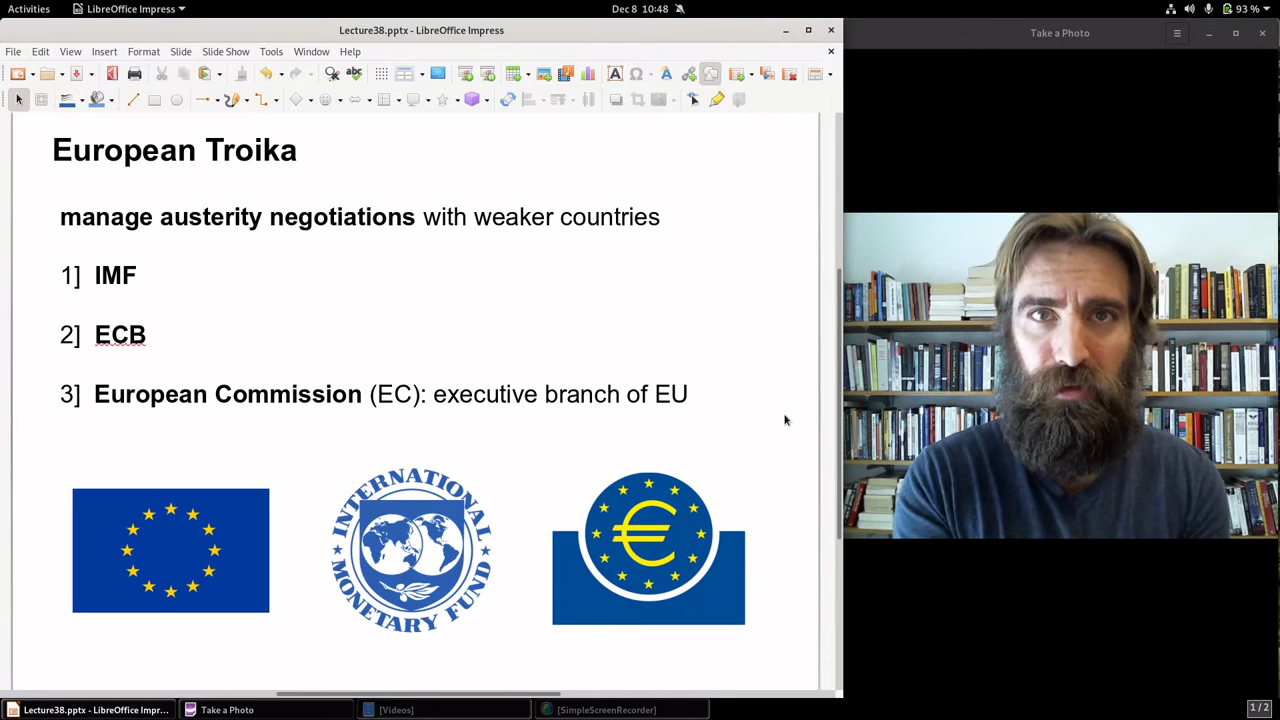 Activities
LibreOffice Impress
Dec 8 10:48
93 %
Lecture38.pptx - LibreOffice Impress
Take a Photo
File Edit View Insert Format Slide Slide Show Tools Window Help
European Troika
manage austerity negotiations with weaker countries
1] IMF
2] ECB
3] European Commission (EC): executive branch of EU
INTERNATIONAL
MONETARY FUND
Lecture38.pptx - LibreOffice Impr...
Take a Photo
[Videos]
[SimpleScreenRecorder]
1/2